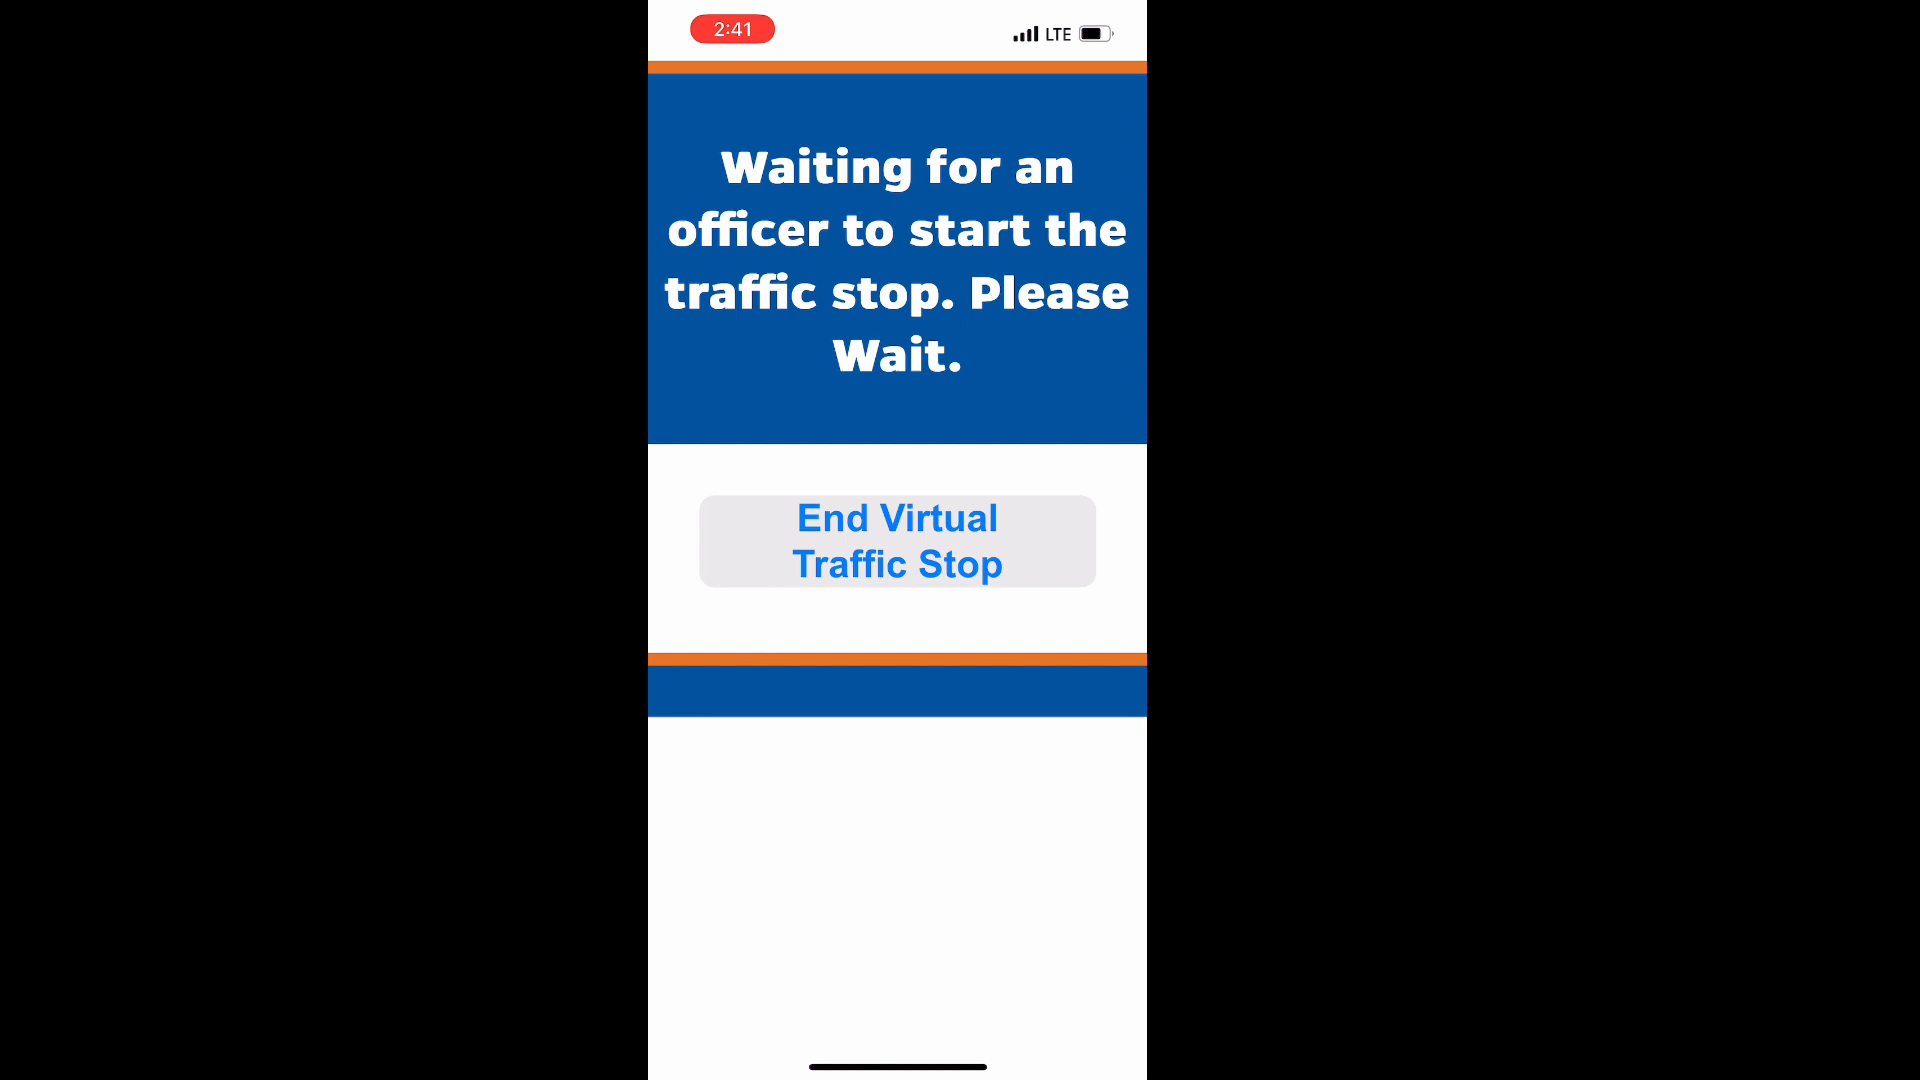 2:41
LTE
Waiting for an
officer to start the
traffic stop. Please
Wait.
End Virtual
Traffic Stop